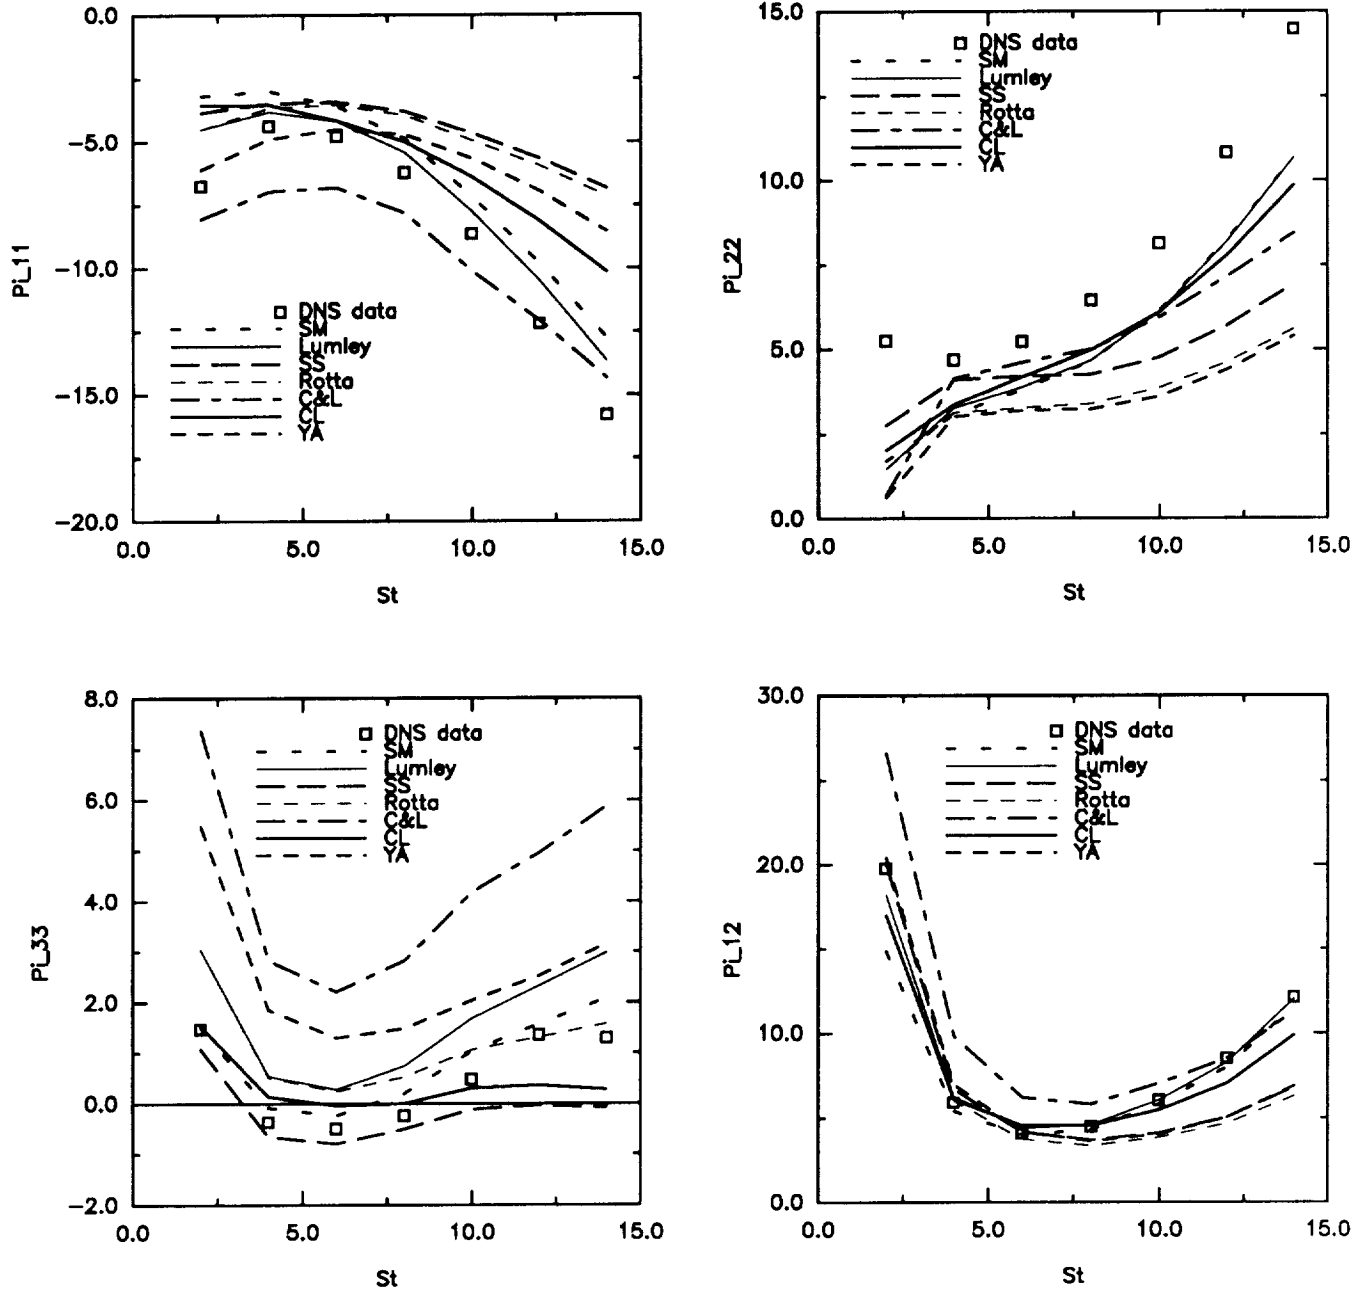 0.0
-5.0
-10.0
-15.0
-20.0
Pi_11
DNS data
SM
Lumley
SS
Rotta
C&L
CL
YA
0.0 5.0 10.0 15.0
St
15.0
10.0
5.0
0.0
Pi_22
DNS data
SM
Lumley
SS
Rotta
C&L
CL
YA
0.0 5.0 10.0 15.0
St
8.0
6.0
4.0
2.0
0.0
-2.0
Pi_33
DNS data
SM
Lumley
SS
Rotta
C&L
CL
YA
0.0 5.0 10.0 15.0
St
30.0
20.0
10.0
0.0
Pi_12
DNS data
SM
Lumley
SS
Rotta
C&L
CL
YA
0.0 5.0 10.0 15.0
St